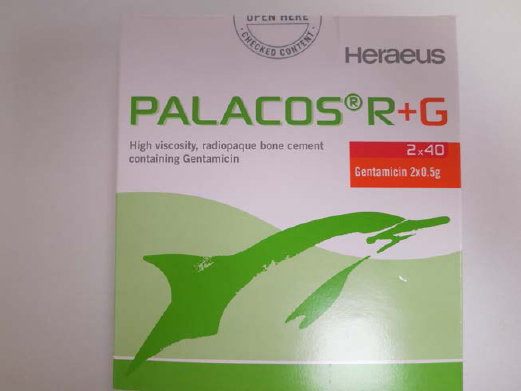 OPEN HERE
· CHECKED CONTENT ·
Heraeus
PALACOS®R+G
High viscosity, radiopaque bone cement
containing Gentamicin
2x40
Gentamicin 2x0.5g